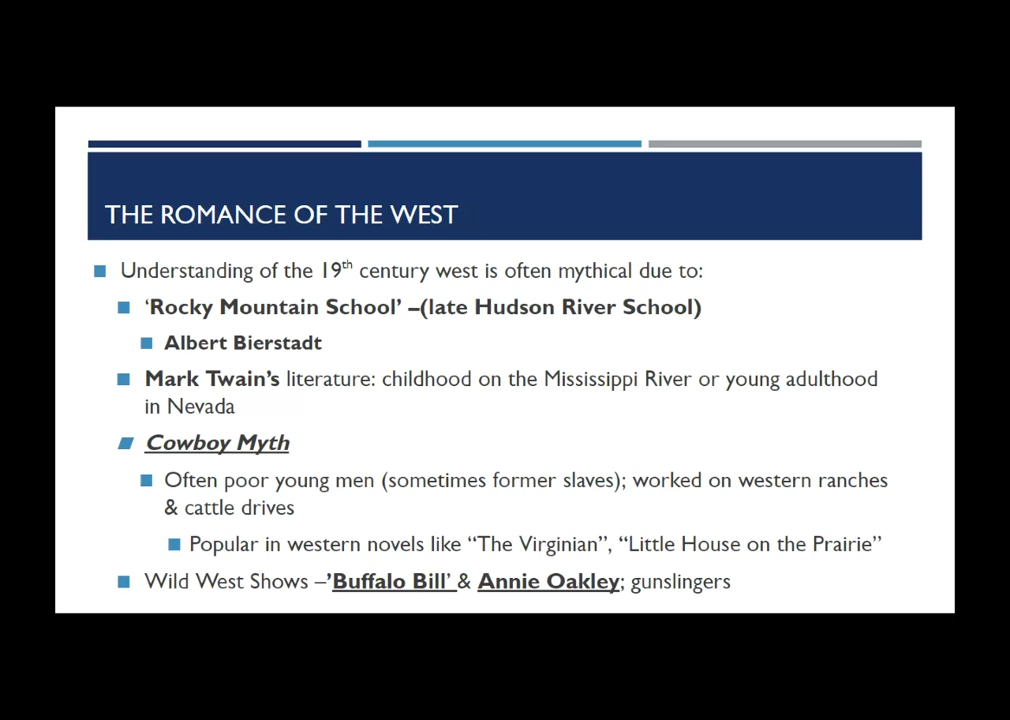 THE ROMANCE OF THE WEST
Understanding of the 19th century west is often mythical due to:
‘Rocky Mountain School’ –(late Hudson River School)
Albert Bierstadt
Mark Twain’s literature: childhood on the Mississippi River or young adulthood
in Nevada
Cowboy Myth
Often poor young men (sometimes former slaves); worked on western ranches
& cattle drives
Popular in western novels like “The Virginian”, “Little House on the Prairie”
Wild West Shows –’Buffalo Bill’ & Annie Oakley; gunslingers